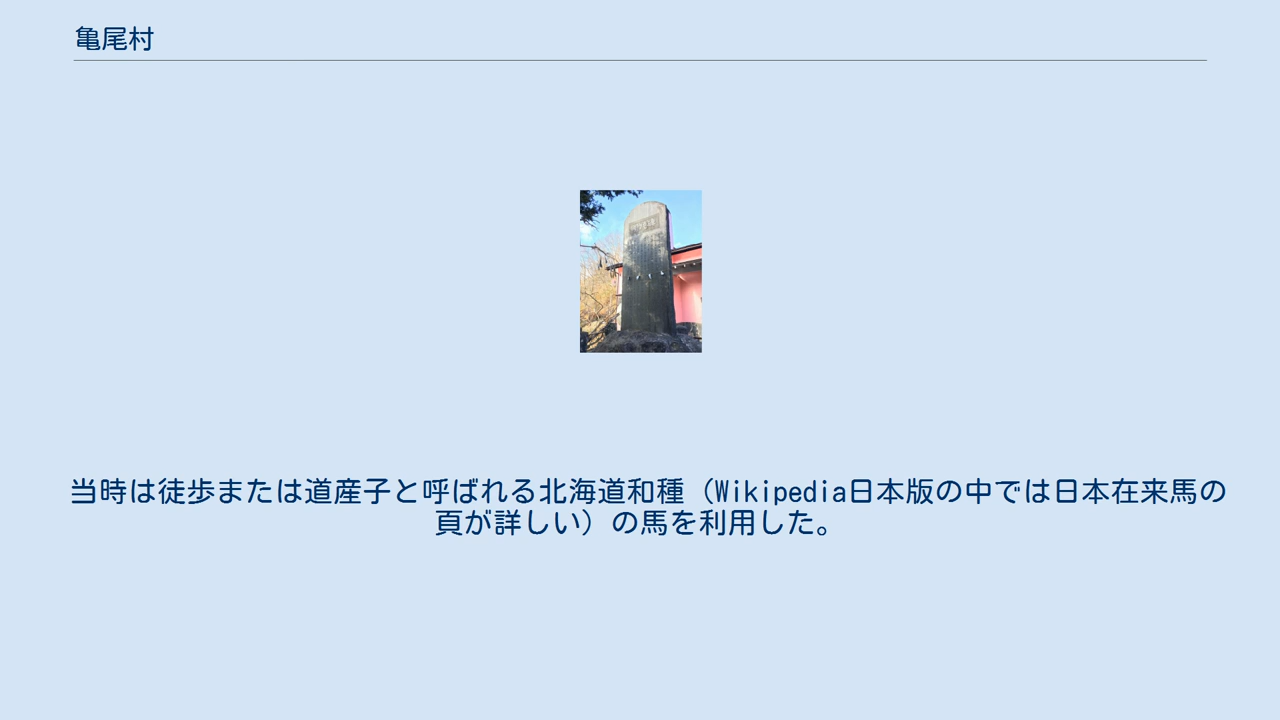 亀尾村
当時は徒歩または道産子と呼ばれる北海道和種（Wikipedia日本版の中では日本在来馬の
頁が詳しい）の馬を利用した。